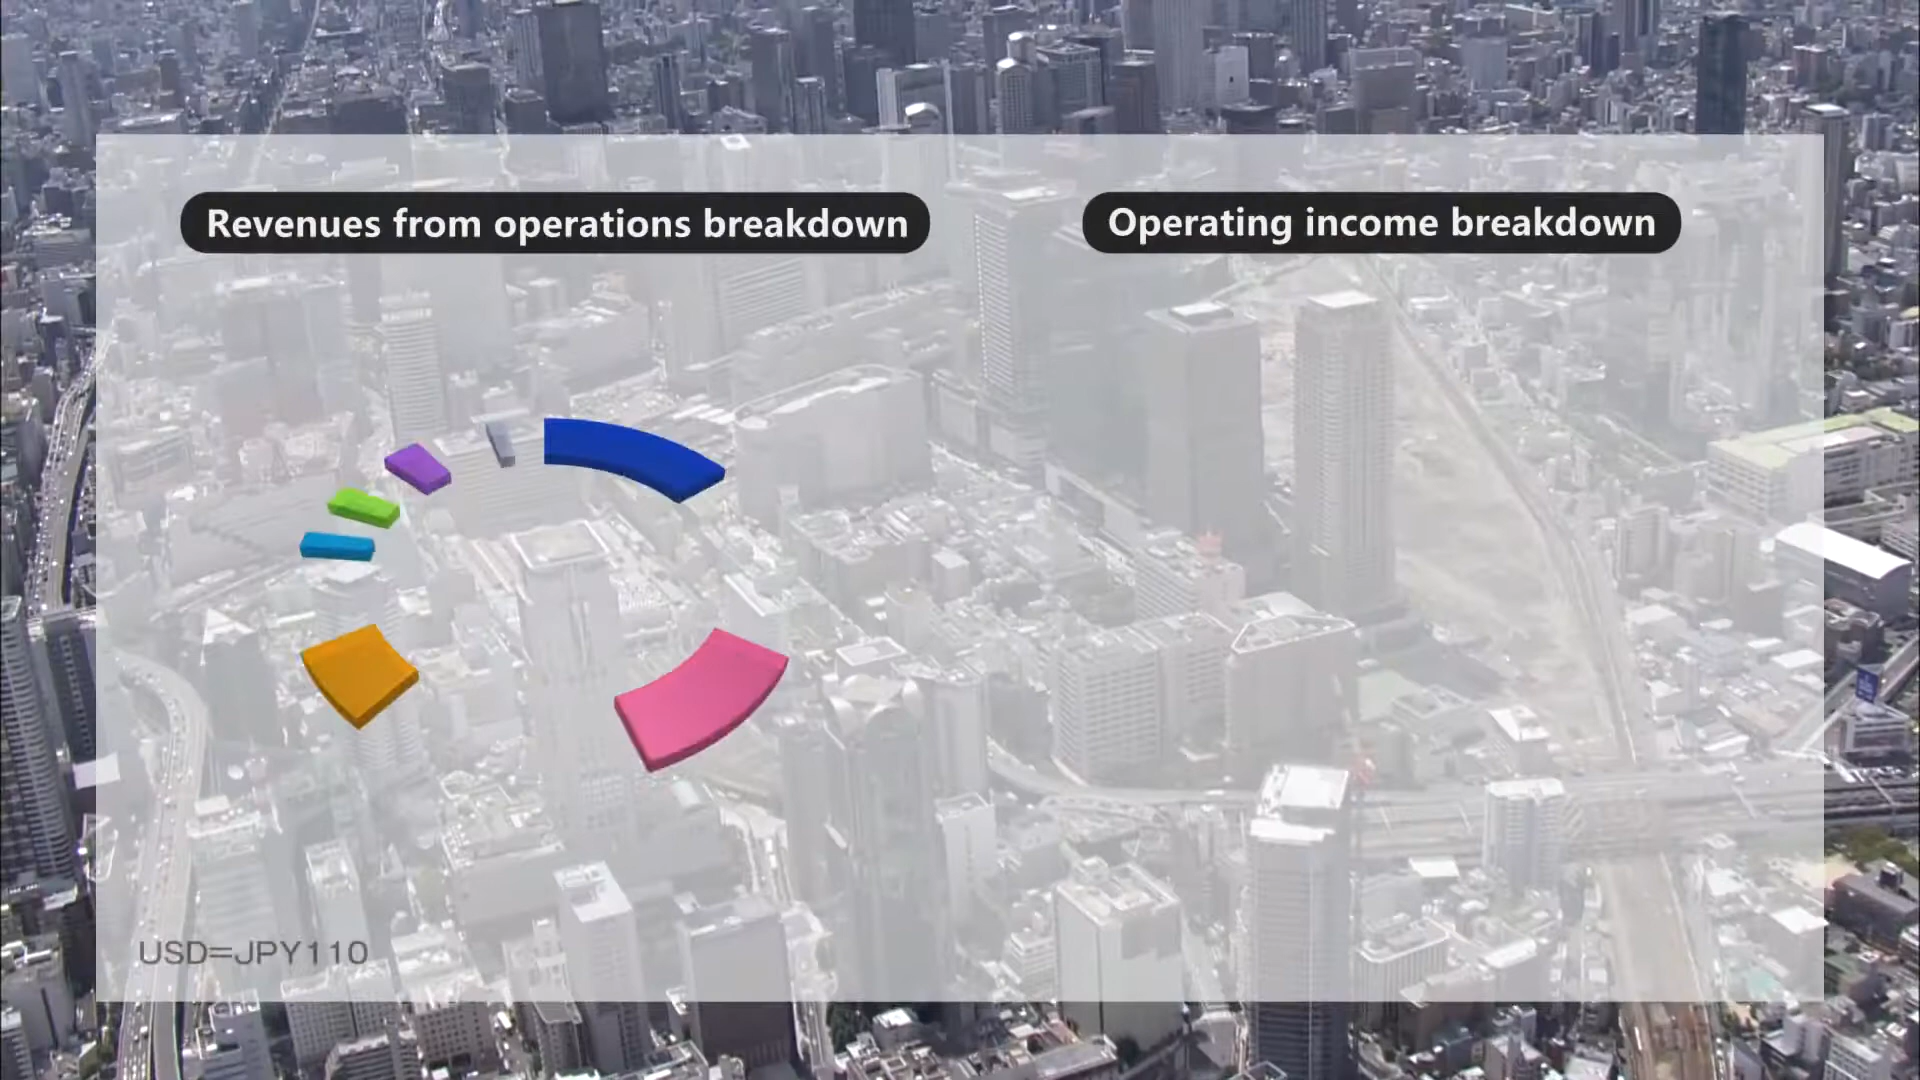 Revenues from operations breakdown
Operating income breakdown
USD=JPY110